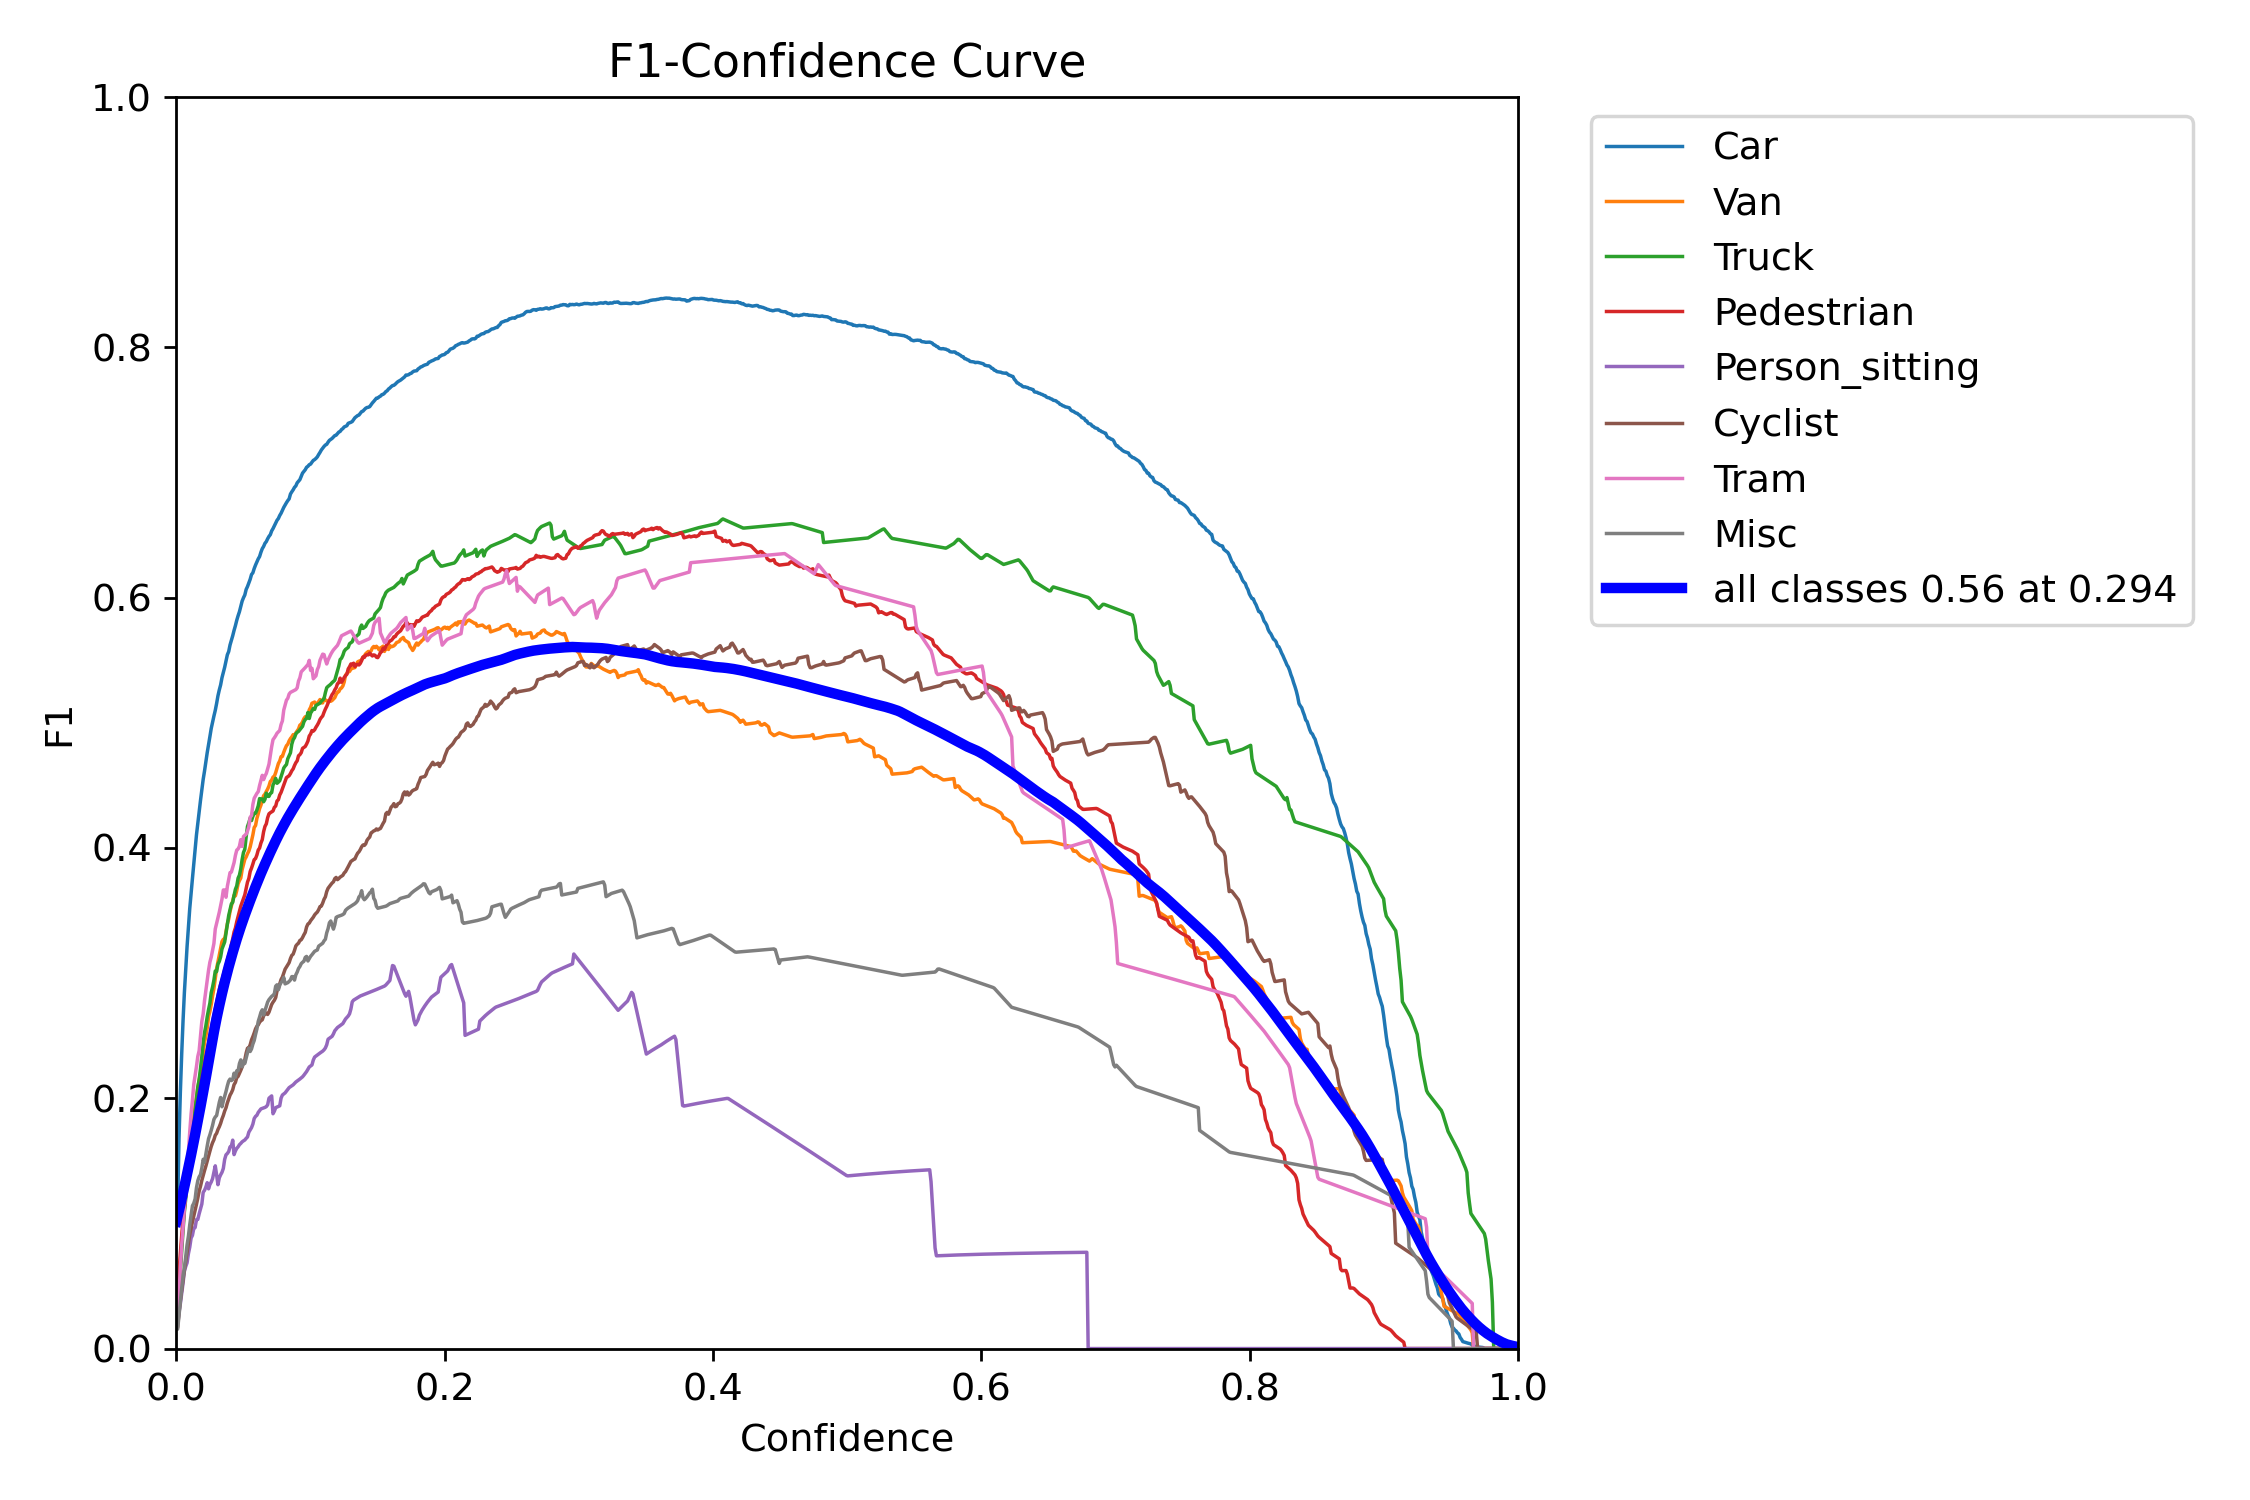 F1-Confidence Curve
1.0
0.8
0.6
0.4
0.2
0.0
F1
0.0 0.2 0.4 0.6 0.8 1.0
Confidence
Car
Van
Truck
Pedestrian
Person_sitting
Cyclist
Tram
Misc
all classes 0.56 at 0.294